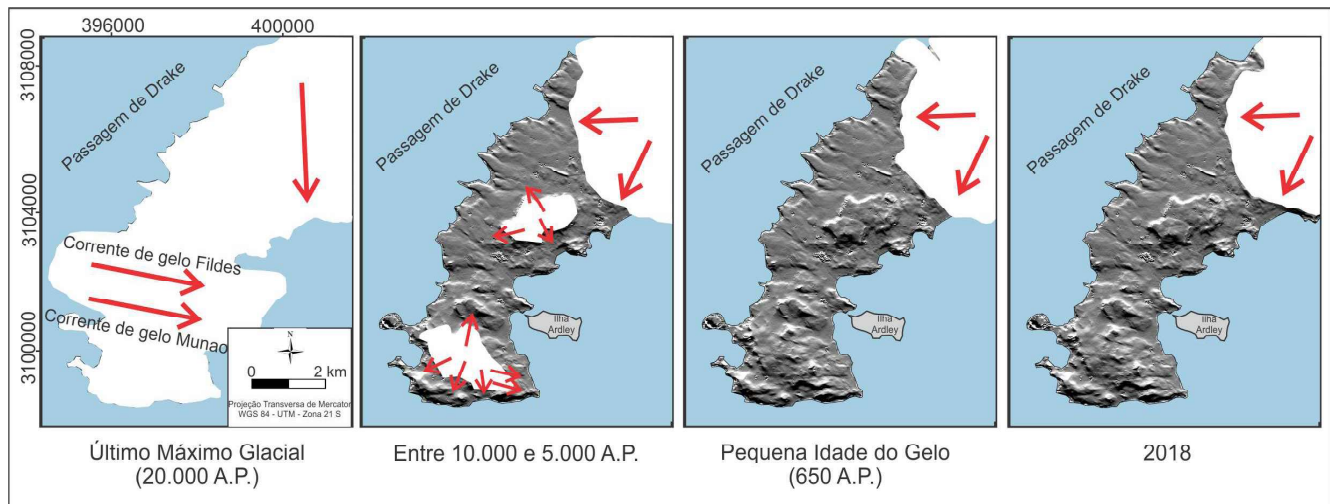 396000 400000
3108000
3104000
3100000
Passagem de Drake
Corrente de gelo Fildes
Corrente de gelo Munao
N
0 2 km
Projeção Transversa de Mercator
WGS 84 - UTM - Zona 21 S
Último Máximo Glacial
(20.000 A.P.)
Passagem de Drake
Ilha
Ardley
Entre 10.000 e 5.000 A.P.
Passagem de Drake
Ilha
Ardley
Pequena Idade do Gelo
(650 A.P.)
Passagem de Drake
Ilha
Ardley
2018